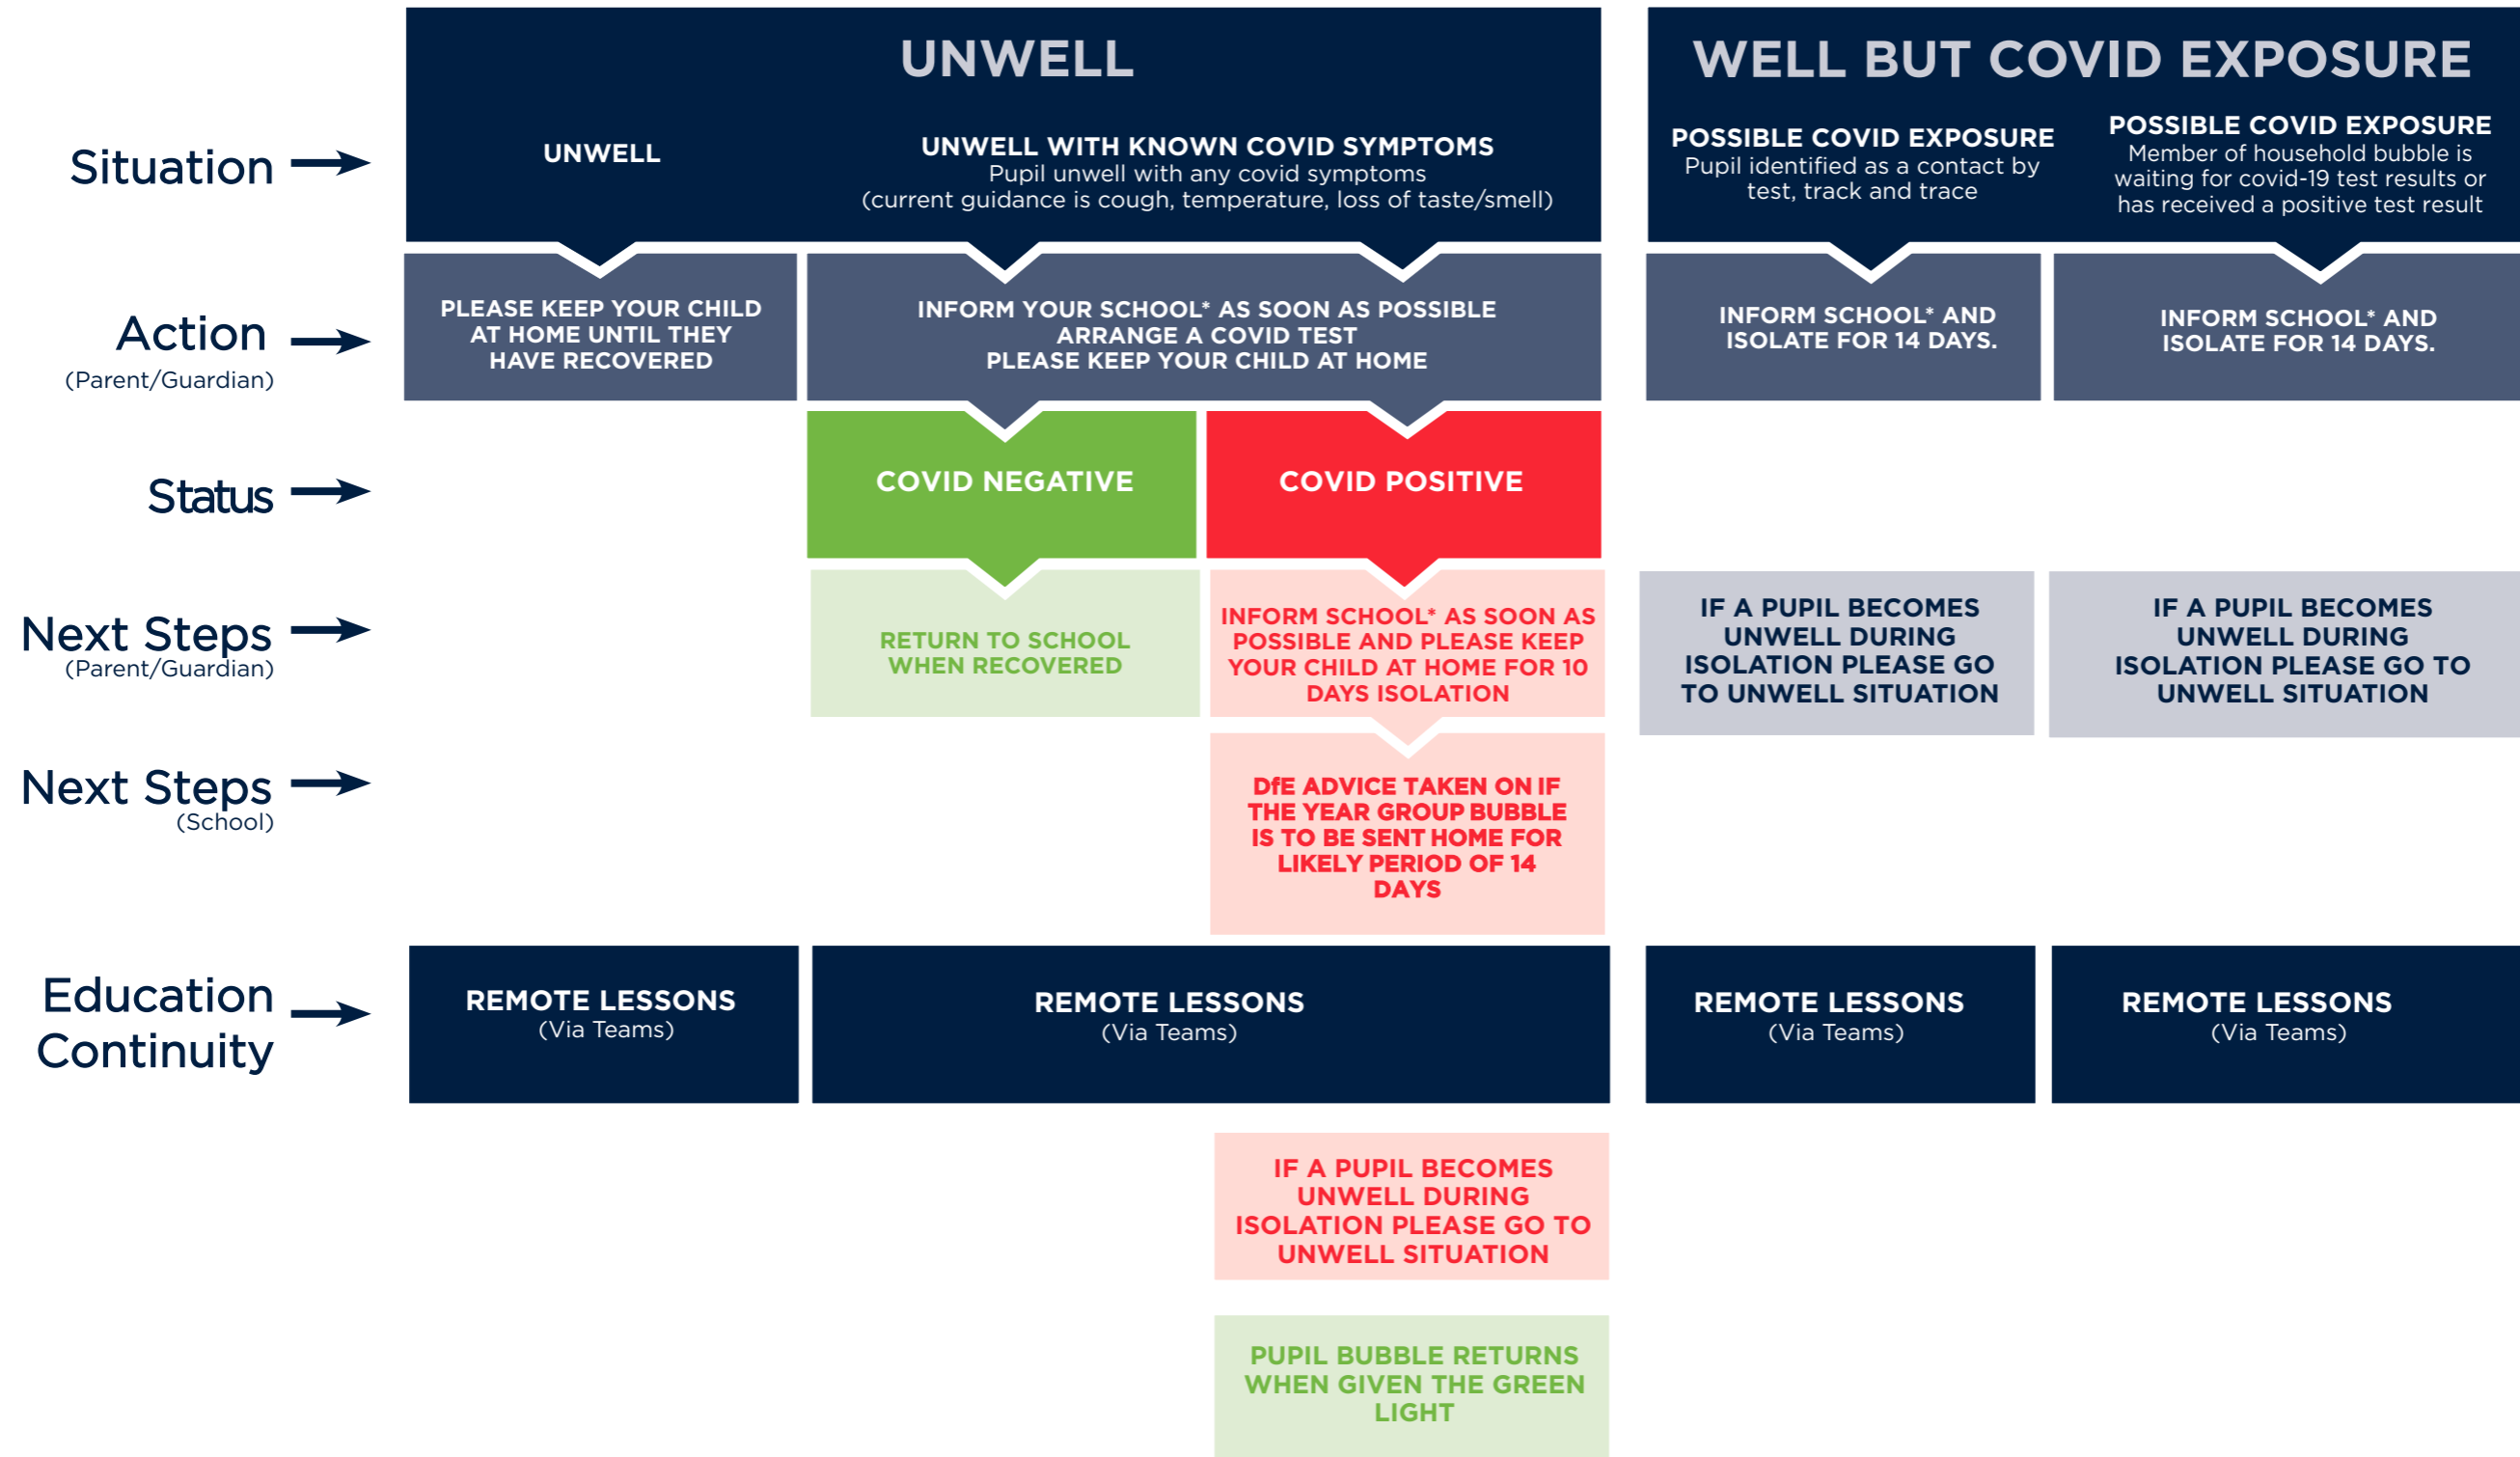 UNWELL
WELL BUT COVID EXPOSURE
Situation
UNWELL
UNWELL WITH KNOWN COVID SYMPTOMS
Pupil unwell with any covid symptoms
(current guidance is cough, temperature, loss of taste/smell)
POSSIBLE COVID EXPOSURE
Pupil identified as a contact by
test, track and trace
POSSIBLE COVID EXPOSURE
Member of household bubble is
waiting for covid-19 test results or
has received a positive test result
Action
(Parent/Guardian)
PLEASE KEEP YOUR CHILD
AT HOME UNTIL THEY
HAVE RECOVERED
INFORM YOUR SCHOOL* AS SOON AS POSSIBLE
ARRANGE A COVID TEST
PLEASE KEEP YOUR CHILD AT HOME
INFORM SCHOOL* AND
ISOLATE FOR 14 DAYS.
INFORM SCHOOL* AND
ISOLATE FOR 14 DAYS.
Status
COVID NEGATIVE
COVID POSITIVE
Next Steps
(Parent/Guardian)
RETURN TO SCHOOL
WHEN RECOVERED
INFORM SCHOOL* AS SOON AS
POSSIBLE AND PLEASE KEEP
YOUR CHILD AT HOME FOR 10
DAYS ISOLATION
IF A PUPIL BECOMES
UNWELL DURING
ISOLATION PLEASE GO
TO UNWELL SITUATION
IF A PUPIL BECOMES
UNWELL DURING
ISOLATION PLEASE GO TO
UNWELL SITUATION
Next Steps
(School)
DfE ADVICE TAKEN ON IF
THE YEAR GROUP BUBBLE
IS TO BE SENT HOME FOR
LIKELY PERIOD OF 14
DAYS
Education
Continuity
REMOTE LESSONS
(Via Teams)
REMOTE LESSONS
(Via Teams)
REMOTE LESSONS
(Via Teams)
REMOTE LESSONS
(Via Teams)
IF A PUPIL BECOMES
UNWELL DURING
ISOLATION PLEASE GO TO
UNWELL SITUATION
PUPIL BUBBLE RETURNS
WHEN GIVEN THE GREEN
LIGHT